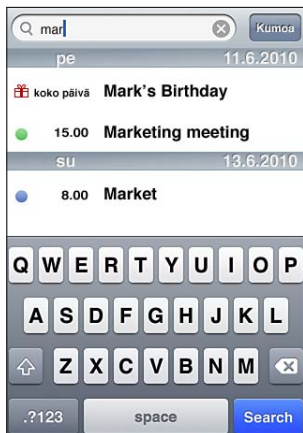 mar Kumoa
pe 11.6.2010
koko päivä Mark's Birthday
15.00 Marketing meeting
su 13.6.2010
8.00 Market
Q W E R T Y U I O P
A S D F G H J K L
Z X C V B N M
.?123 space Search